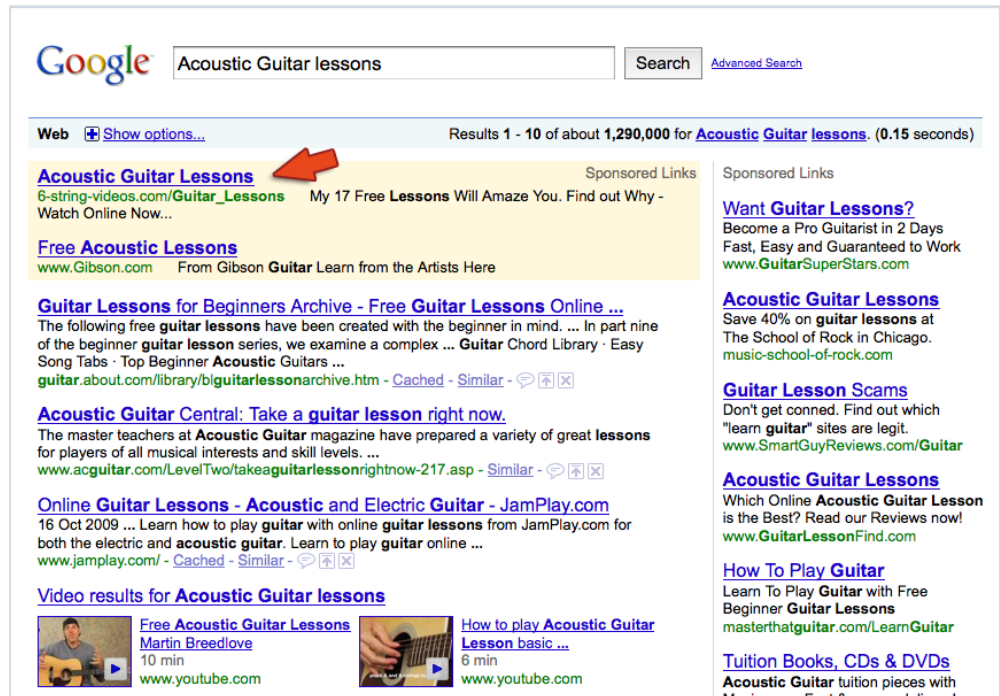 Google
Acoustic Guitar lessons
Search
Advanced Search
Web
Show options...
Results 1 - 10 of about 1,290,000 for Acoustic Guitar lessons. (0.15 seconds)
Acoustic Guitar Lessons
Sponsored Links
6-string-videos.com/Guitar_Lessons My 17 Free Lessons Will Amaze You. Find out Why -
Watch Online Now...
Free Acoustic Lessons
www.Gibson.com From Gibson Guitar Learn from the Artists Here
Guitar Lessons for Beginners Archive - Free Guitar Lessons Online ...
The following free guitar lessons have been created with the beginner in mind. ... In part nine
of the beginner guitar lesson series, we examine a complex ... Guitar Chord Library · Easy
Song Tabs · Top Beginner Acoustic Guitars ...
guitar.about.com/library/blguitarlessonarchive.htm - Cached - Similar -
Acoustic Guitar Central: Take a guitar lesson right now.
The master teachers at Acoustic Guitar magazine have prepared a variety of great lessons
for players of all musical interests and skill levels. ...
www.acguitar.com/LevelTwo/takeaguitarlessonrightnow-217.asp - Similar -
Online Guitar Lessons - Acoustic and Electric Guitar - JamPlay.com
16 Oct 2009 ... Learn how to play guitar with online guitar lessons from JamPlay.com for
both the electric and acoustic guitar. Learn to play guitar online ...
www.jamplay.com/ - Cached - Similar -
Video results for Acoustic Guitar lessons
Free Acoustic Guitar Lessons
Martin Breedlove
10 min
www.youtube.com
How to play Acoustic Guitar
Lesson basic ...
6 min
www.youtube.com
Sponsored Links
Want Guitar Lessons?
Become a Pro Guitarist in 2 Days
Fast, Easy and Guaranteed to Work
www.GuitarSuperStars.com
Acoustic Guitar Lessons
Save 40% on guitar lessons at
The School of Rock in Chicago.
music-school-of-rock.com
Guitar Lesson Scams
Don't get conned. Find out which
"learn guitar" sites are legit.
www.SmartGuyReviews.com/Guitar
Acoustic Guitar Lessons
Which Online Acoustic Guitar Lesson
is the Best? Read our Reviews now!
www.GuitarLessonFind.com
How To Play Guitar
Learn To Play Guitar with Free
Beginner Guitar Lessons
masterthatguitar.com/LearnGuitar
Tuition Books, CDs & DVDs
Acoustic Guitar tuition pieces with